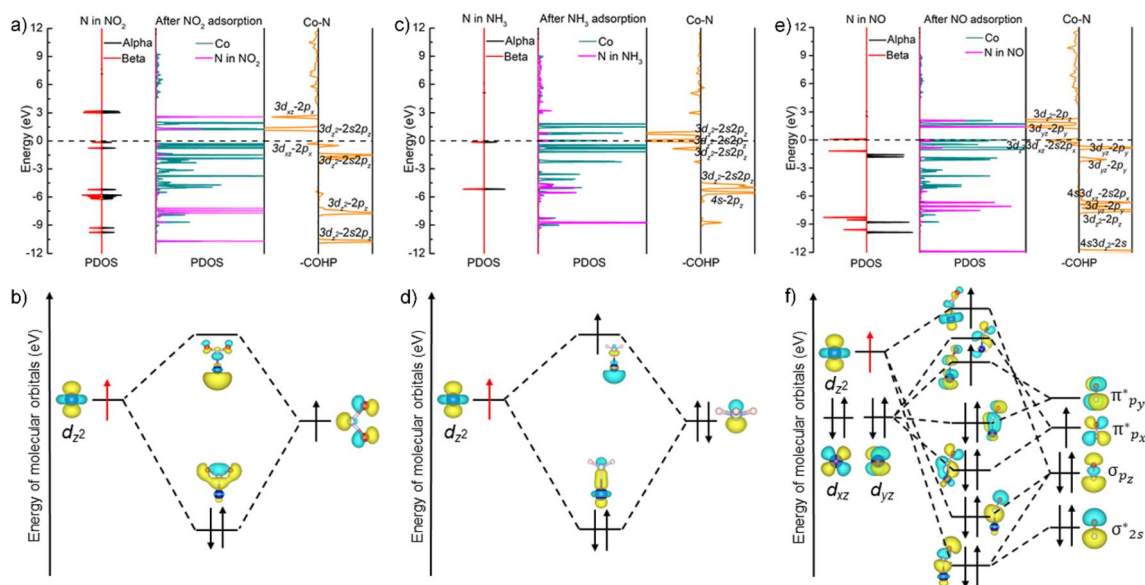 a)
N in NO2
After NO2 adsorption
Co-N
Alpha
Beta
Co
N in NO2
Energy (eV)
12
9
6
3
0
-3
-6
-9
-12
3dxz-2px
3dz2-2s2pz
3dxz-2px
3dz2-2s2pz
3dz2-2pz
3dz2-2s2pz
PDOS
PDOS
-COHP
c)
N in NH3
After NH3 adsorption
Co-N
Alpha
Beta
Co
N in NH3
Energy (eV)
12
9
6
3
0
-3
-6
-9
-12
3dz2-2s2pz
3dz2-2s2pz
3dz2-2s2pz
3dz2-2s2pz
4s-2pz
PDOS
PDOS
-COHP
e)
N in NO
After NO adsorption
Co-N
Alpha
Beta
Co
N in NO
Energy (eV)
12
9
6
3
0
-3
-6
-9
-12
3dz2-2px
3dyz-2py
3dyz-2py
3dyz-2py
4s3dxz-2s2px
3dyz-2py
3dz2-2pz
4s3dz2-2s
PDOS
PDOS
-COHP
b)
Energy of molecular orbitals (eV)
dz2
d)
Energy of molecular orbitals (eV)
dz2
f)
Energy of molecular orbitals (eV)
dz2
dxz
dyz
π*py
π*px
σpz
σ*2s